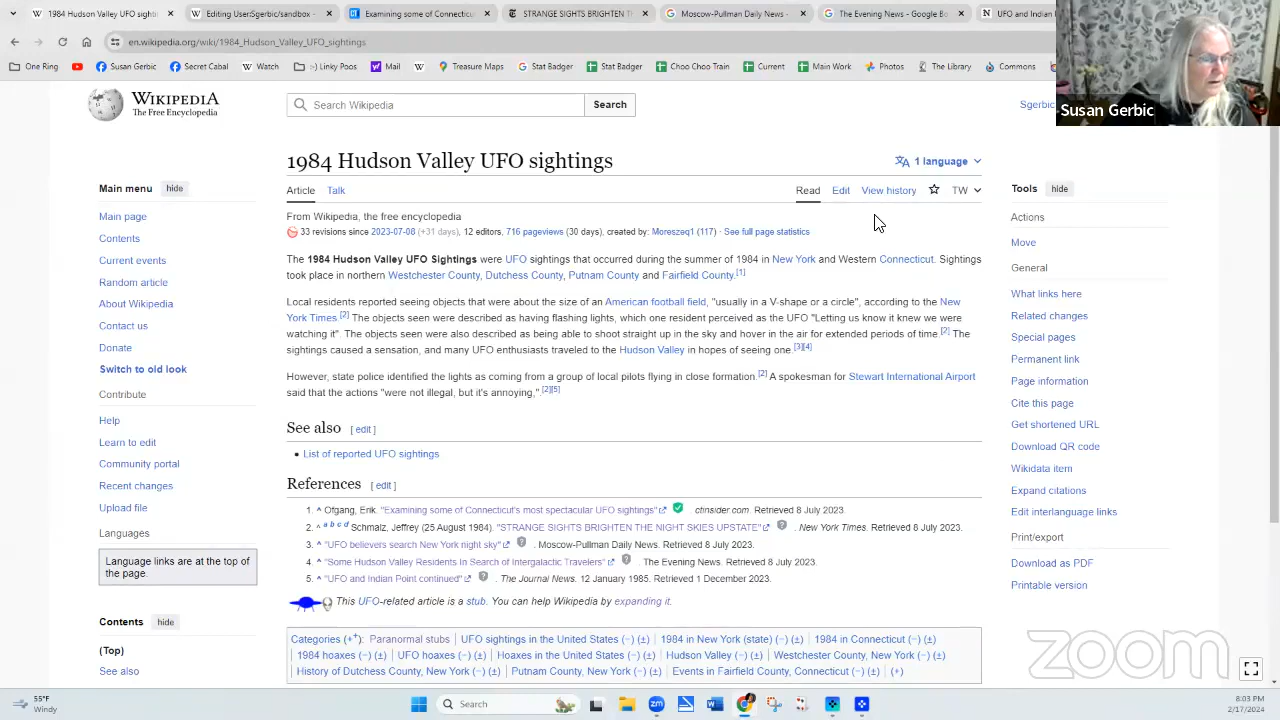 1984 Hudson Valley UFO sighting
Editing UserSgerbic/sandbox
Examining some of Connecticut's
STRANGE SIGHTS BRIGHTEN THE
Moscow-Pullman Daily News -
Evening News - Google Bo
UFO and Indian Po
en.wikipedia.org/wiki/1984_Hudson_Valley_UFO_sightings
One Ring
Susan Gerbic
Secret Cabal
Watch
:-) Linky Poos
Mail
Treasure Maps
Stat Badger
Stat Badger
Choo Choo Train
Current
Main Work
Photos
The Library
Commons
Susan Gerbic
WIKIPEDIA
The Free Encyclopedia
Search Wikipedia
Search
Sgerbic
1984 Hudson Valley UFO sightings
1 language
Article Talk
Read Edit View history TW
From Wikipedia, the free encyclopedia
33 revisions since 2023-07-08 (+31 days), 12 editors, 716 pageviews (30 days), created by: Moreszeq1 (117) · See full page statistics
The 1984 Hudson Valley UFO Sightings were UFO sightings that occurred during the summer of 1984 in New York and Western Connecticut. Sightings
took place in northern Westchester County, Dutchess County, Putnam County and Fairfield County.[1]
Local residents reported seeing objects that were about the size of an American football field, "usually in a V-shape or a circle", according to the New
York Times.[2] The objects seen were described as having flashing lights, which one resident perceived as the UFO "Letting us know it knew we were
watching it". The objects seen were also described as being able to shoot straight up in the sky and hover in the air for extended periods of time.[2] The
sightings caused a sensation, and many UFO enthusiasts traveled to the Hudson Valley in hopes of seeing one.[3][4]
However, state police identified the lights as coming from a group of local pilots flying in close formation.[2] A spokesman for Stewart International Airport
said that the actions "were not illegal, but it's annoying,".[2][5]
See also [ edit ]
List of reported UFO sightings
References [ edit ]
1. ^ Ofgang, Erik. "Examining some of Connecticut's most spectacular UFO sightings". ctinsider.com. Retrieved 8 July 2023.
2. ^ a b c d Schmalz, Jeffrey (25 August 1984). "STRANGE SIGHTS BRIGHTEN THE NIGHT SKIES UPSTATE". New York Times. Retrieved 8 July 2023.
3. ^ "UFO believers search New York night sky". Moscow-Pullman Daily News. Retrieved 8 July 2023.
4. ^ "Some Hudson Valley Residents In Search of Intergalactic Travelers". The Evening News. Retrieved 8 July 2023.
5. ^ "UFO and Indian Point continued". The Journal News. 12 January 1985. Retrieved 1 December 2023.
This UFO-related article is a stub. You can help Wikipedia by expanding it.
Categories (++): Paranormal stubs | UFO sightings in the United States (−) (±) | 1984 in New York (state) (−) (±) | 1984 in Connecticut (−) (±)
| 1984 hoaxes (−) (±) | UFO hoaxes (−) (±) | Hoaxes in the United States (−) (±) | Hudson Valley (−) (±) | Westchester County, New York (−) (±)
| History of Dutchess County, New York (−) (±) | Putnam County, New York (−) (±) | Events in Fairfield County, Connecticut (−) (±) | (+)
Main menu hide
Main page
Contents
Current events
Random article
About Wikipedia
Contact us
Donate
Switch to old look
Contribute
Help
Learn to edit
Community portal
Recent changes
Upload file
Languages
Language links are at the top of
the page.
Contents hide
(Top)
See also
Tools hide
Actions
Move
General
What links here
Related changes
Special pages
Permanent link
Page information
Cite this page
Get shortened URL
Download QR code
Wikidata item
Expand citations
Edit interlanguage links
Print/export
Download as PDF
Printable version
zoom
55°F
Windy
Search
8:03 PM
2/17/2024